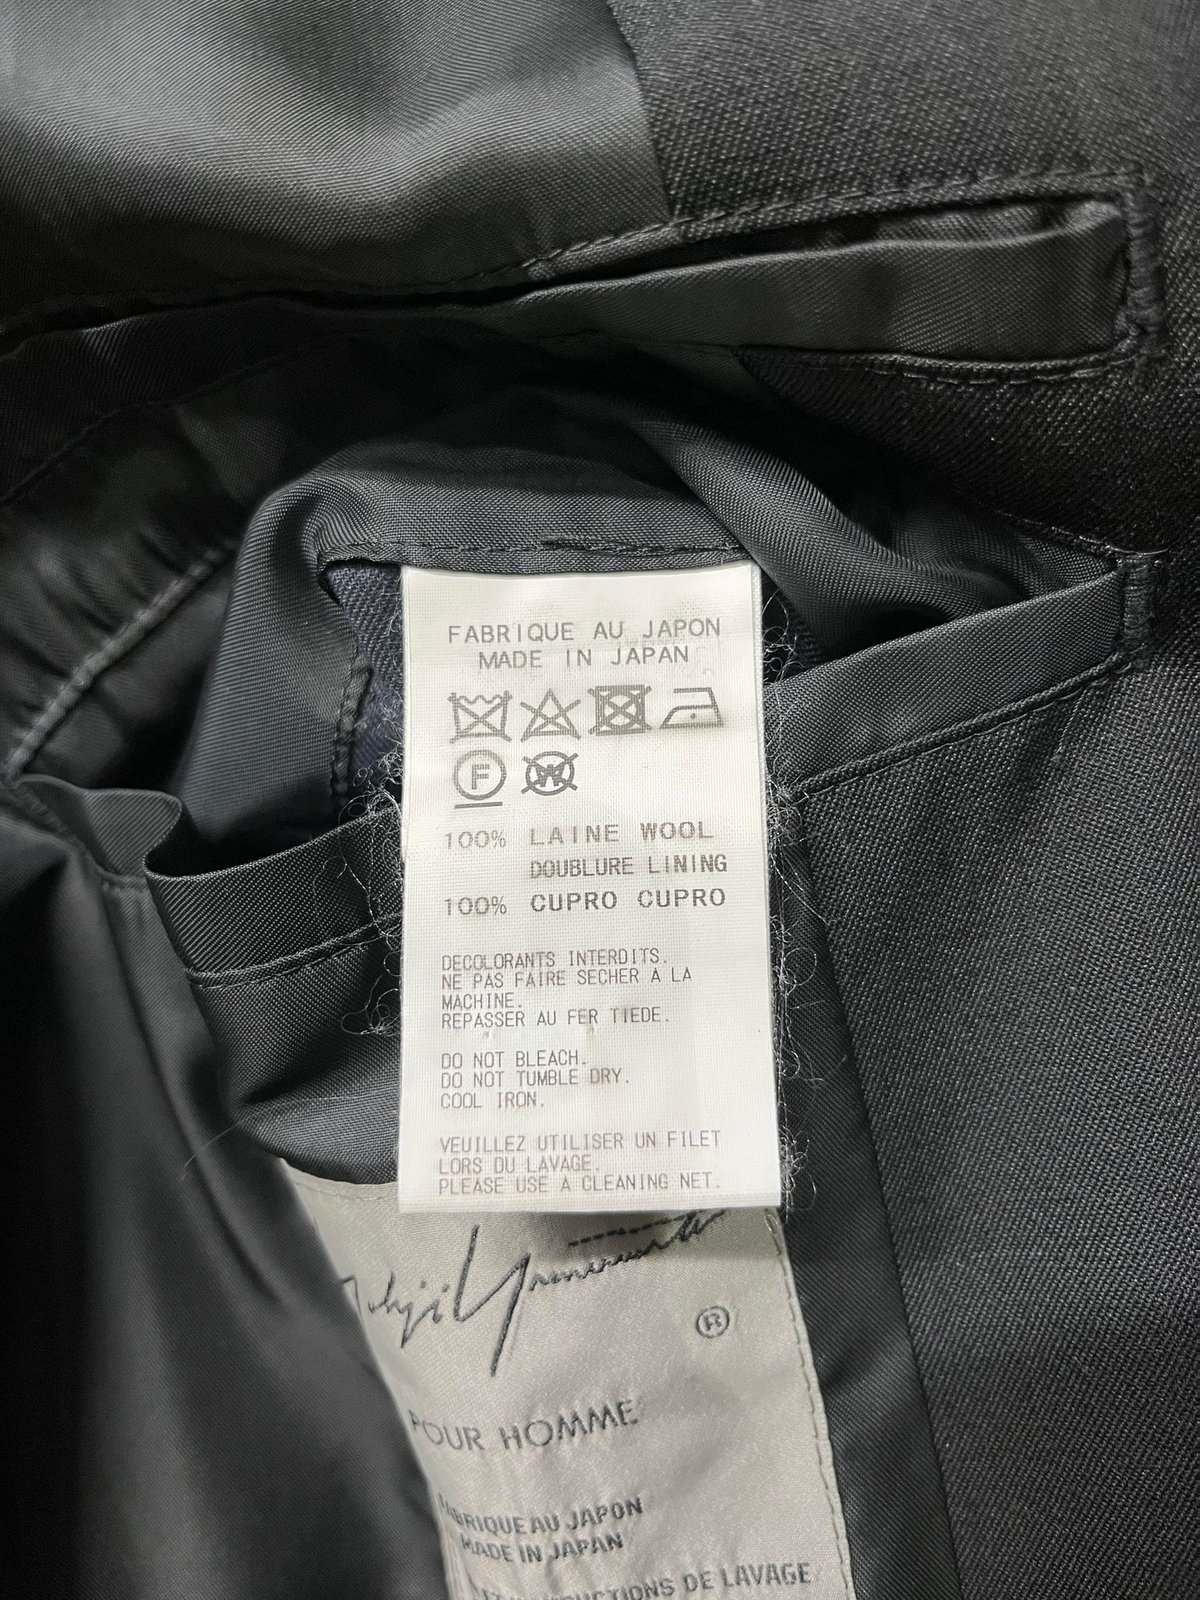 FABRIQUE AU JAPON
MADE IN JAPAN
F W
100% LAINE WOOL
DOUBLURE LINING
100% CUPRO CUPRO
DECOLORANTS INTERDITS.
NE PAS FAIRE SECHER A LA
MACHINE.
REPASSER AU FER TIEDE.
DO NOT BLEACH.
DO NOT TUMBLE DRY.
COOL IRON.
VEUILLEZ UTILISER UN FILET
LORS DU LAVAGE.
PLEASE USE A CLEANING NET.
Yohji Yamamoto
®
POUR HOMME
FABRIQUE AU JAPON
MADE IN JAPAN
DE LAVAGE